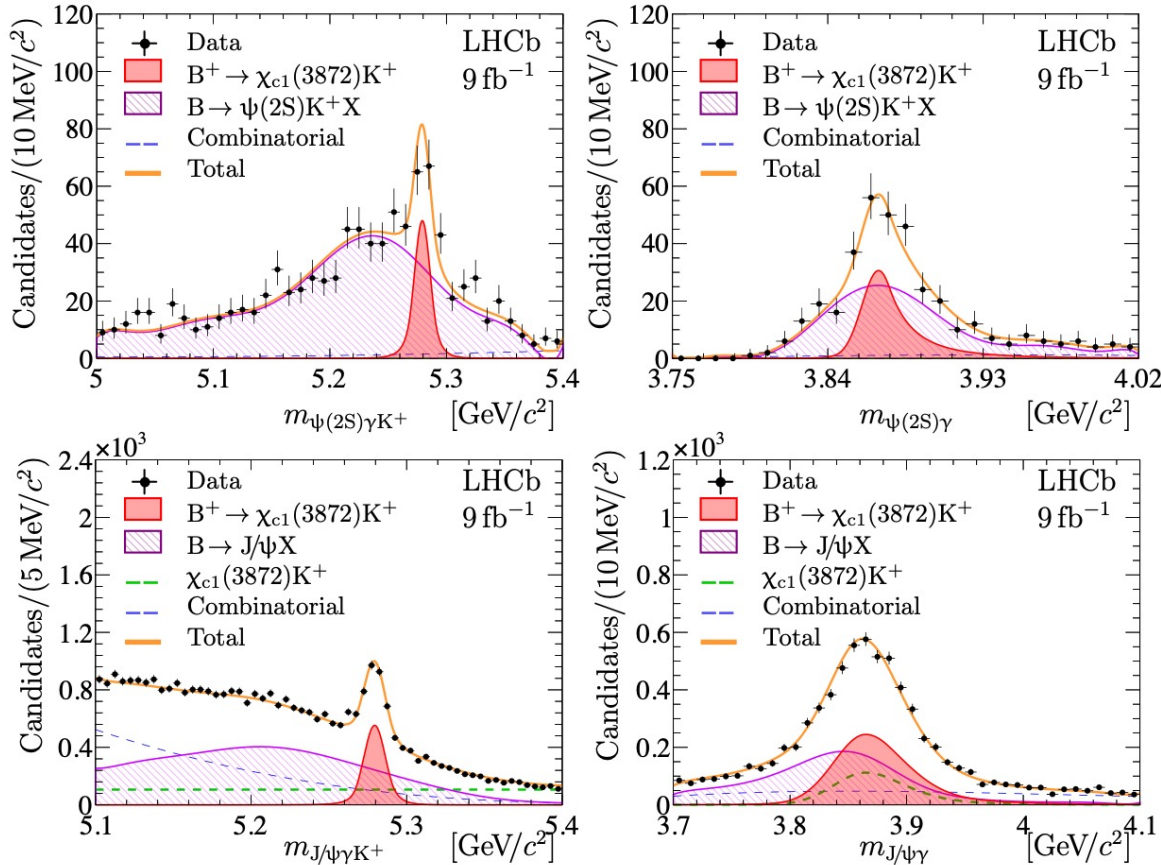 Candidates/(10 MeV/c²)
120
100
80
60
40
20
0
Data
B⁺ → χc1(3872)K⁺
B → ψ(2S)K⁺X
Combinatorial
Total
LHCb
9 fb⁻¹
5 5.1 5.2 5.3 5.4
mψ(2S)γK⁺ [GeV/c²]
Candidates/(10 MeV/c²)
120
100
80
60
40
20
0
Data
B⁺ → χc1(3872)K⁺
B → ψ(2S)K⁺X
Combinatorial
Total
LHCb
9 fb⁻¹
3.75 3.84 3.93 4.02
mψ(2S)γ [GeV/c²]
×10³
Candidates/(5 MeV/c²)
2.4
2.0
1.6
1.2
0.8
0.4
0
Data
B⁺ → χc1(3872)K⁺
B → J/ψX
χc1(3872)K⁺
Combinatorial
Total
LHCb
9 fb⁻¹
5.1 5.2 5.3 5.4
mJ/ψγK⁺ [GeV/c²]
×10³
Candidates/(10 MeV/c²)
1.2
1.0
0.8
0.6
0.4
0.2
0
Data
B⁺ → χc1(3872)K⁺
B → J/ψX
χc1(3872)K⁺
Combinatorial
Total
LHCb
9 fb⁻¹
3.7 3.8 3.9 4 4.1
mJ/ψγ [GeV/c²]